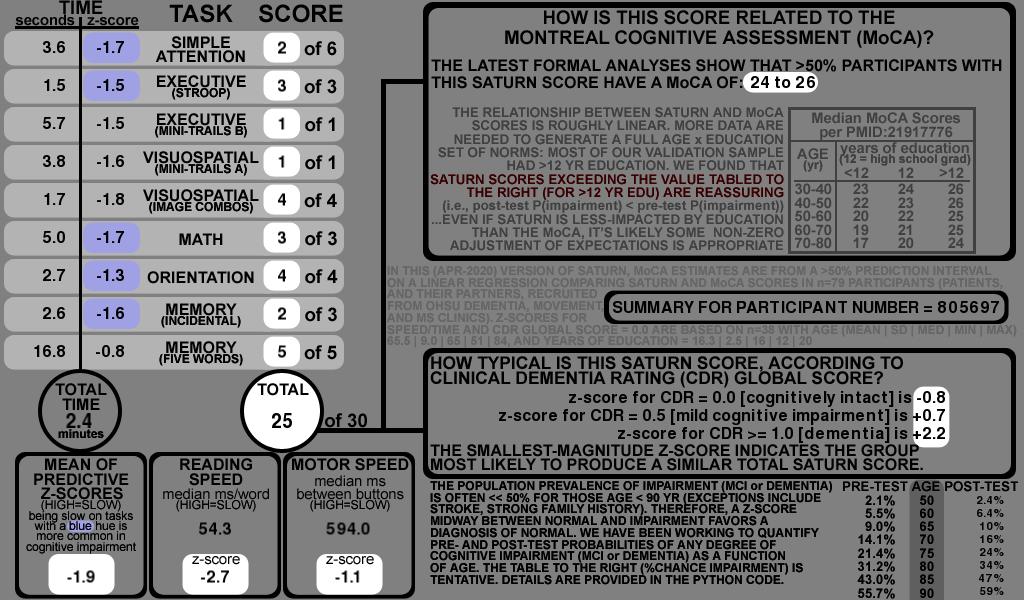 TIME
seconds z-score TASK SCORE
3.6 -1.7 SIMPLE ATTENTION 2 of 6
1.5 -1.5 EXECUTIVE (STROOP) 3 of 3
5.7 -1.5 EXECUTIVE (MINI-TRAILS B) 1 of 1
3.8 -1.6 VISUOSPATIAL (MINI-TRAILS A) 1 of 1
1.7 -1.8 VISUOSPATIAL (IMAGE COMBOS) 4 of 4
5.0 -1.7 MATH 3 of 3
2.7 -1.3 ORIENTATION 4 of 4
2.6 -1.6 MEMORY (INCIDENTAL) 2 of 3
16.8 -0.8 MEMORY (FIVE WORDS) 5 of 5
TOTAL
TIME
2.4
minutes
TOTAL
25 of 30
MEAN OF
PREDICTIVE
Z-SCORES
(HIGH=SLOW)
being slow on tasks
with a blue hue is
more common in
cognitive impairment
-1.9
READING
SPEED
median ms/word
(HIGH=SLOW)
54.3
z-score
-2.7
MOTOR SPEED
median ms
between buttons
(HIGH=SLOW)
594.0
z-score
-1.1
HOW IS THIS SCORE RELATED TO THE
MONTREAL COGNITIVE ASSESSMENT (MoCA)?
THE LATEST FORMAL ANALYSES SHOW THAT >50% PARTICIPANTS WITH
THIS SATURN SCORE HAVE A MoCA OF: 24 to 26
THE RELATIONSHIP BETWEEN SATURN AND MoCA
SCORES IS ROUGHLY LINEAR. MORE DATA ARE
NEEDED TO GENERATE A FULL AGE x EDUCATION
SET OF NORMS: MOST OF OUR VALIDATION SAMPLE
HAD >12 YR EDUCATION. WE FOUND THAT
SATURN SCORES EXCEEDING THE VALUE TABLED TO
THE RIGHT (FOR >12 YR EDU) ARE REASSURING
(i.e., post-test P(impairment) < pre-test P(impairment))
...EVEN IF SATURN IS LESS-IMPACTED BY EDUCATION
THAN THE MoCA, IT'S LIKELY SOME NON-ZERO
ADJUSTMENT OF EXPECTATIONS IS APPROPRIATE
Median MoCA Scores
per PMID:21917776
AGE (yr) years of education
(12 = high school grad)
<12 12 >12
30-40 23 24 26
40-50 22 23 26
50-60 20 22 25
60-70 19 21 25
70-80 17 20 24
IN THIS (APR-2020) VERSION OF SATURN, MoCA ESTIMATES ARE FROM A >50% PREDICTION INTERVAL
ON A LINEAR REGRESSION COMPARING SATURN AND MoCA SCORES IN n=79 PARTICIPANTS (PATIENTS,
AND THEIR PARTNERS, RECRUITED
FROM OHSU DEMENTIA, MOVEMENT
AND MS CLINICS). Z-SCORES FOR
SPEED/TIME AND CDR GLOBAL SCORE = 0.0 ARE BASED ON n=38 WITH AGE (MEAN | SD | MED | MIN | MAX)
65.5 | 9.0 | 65 | 51 | 84, AND YEARS OF EDUCATION = 16.3 | 2.5 | 16 | 12 | 20
SUMMARY FOR PARTICIPANT NUMBER = 805697
HOW TYPICAL IS THIS SATURN SCORE, ACCORDING TO
CLINICAL DEMENTIA RATING (CDR) GLOBAL SCORE?
z-score for CDR = 0.0 [cognitively intact] is -0.8
z-score for CDR = 0.5 [mild cognitive impairment] is +0.7
z-score for CDR >= 1.0 [dementia] is +2.2
THE SMALLEST-MAGNITUDE Z-SCORE INDICATES THE GROUP
MOST LIKELY TO PRODUCE A SIMILAR TOTAL SATURN SCORE.
THE POPULATION PREVALENCE OF IMPAIRMENT (MCI or DEMENTIA)
IS OFTEN << 50% FOR THOSE AGE < 90 YR (EXCEPTIONS INCLUDE
STROKE, STRONG FAMILY HISTORY). THEREFORE, A Z-SCORE
MIDWAY BETWEEN NORMAL AND IMPAIRMENT FAVORS A
DIAGNOSIS OF NORMAL. WE HAVE BEEN WORKING TO QUANTIFY
PRE- AND POST-TEST PROBABILITIES OF ANY DEGREE OF
COGNITIVE IMPAIRMENT (MCI or DEMENTIA) AS A FUNCTION
OF AGE. THE TABLE TO THE RIGHT (%CHANCE IMPAIRMENT) IS
TENTATIVE. DETAILS ARE PROVIDED IN THE PYTHON CODE.
PRE-TEST AGE POST-TEST
2.1% 50 2.4%
5.5% 60 6.4%
9.0% 65 10%
14.1% 70 16%
21.4% 75 24%
31.2% 80 34%
43.0% 85 47%
55.7% 90 59%